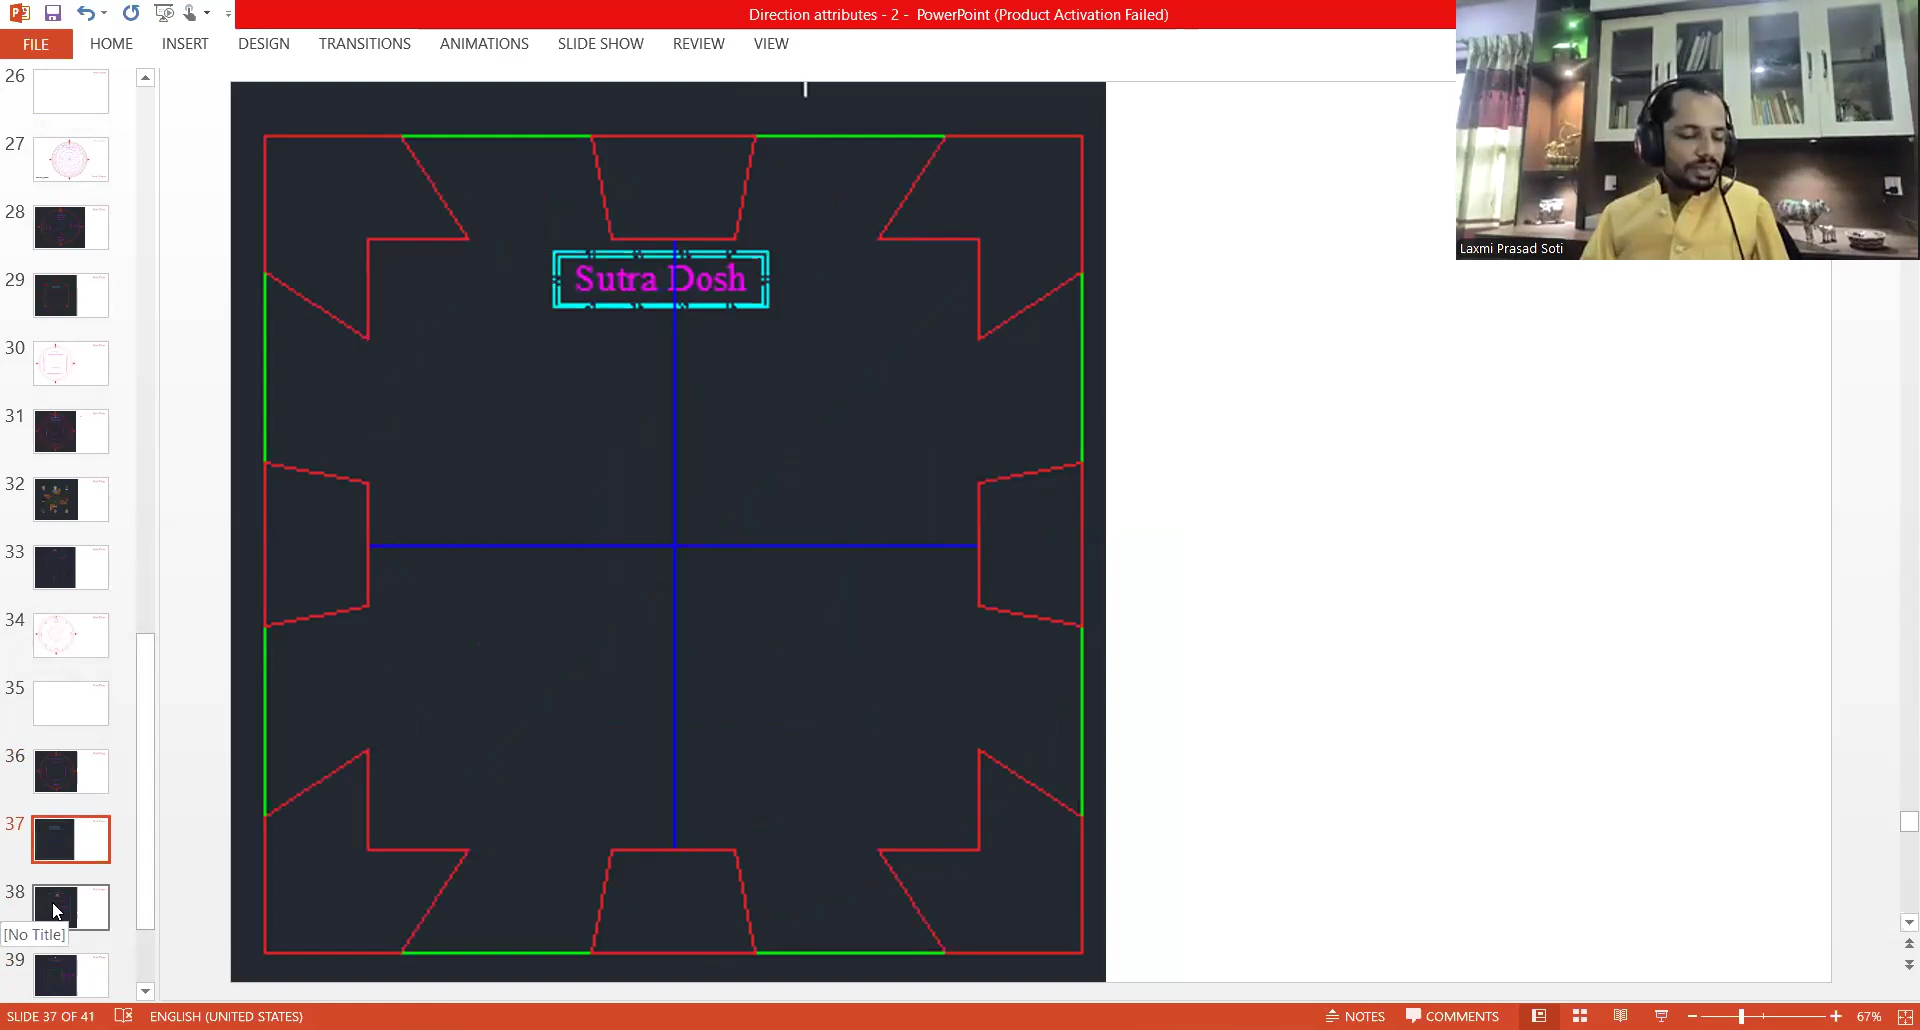 Direction attributes - 2 - PowerPoint (Product Activation Failed)
FILE HOME INSERT DESIGN TRANSITIONS ANIMATIONS SLIDE SHOW REVIEW VIEW
26
27
28
29
30
31
32
33
34
35
36
37
38
[No Title]
39
Sutra Dosh
Laxmi Prasad Soti
SLIDE 37 OF 41 ENGLISH (UNITED STATES) NOTES COMMENTS 67%